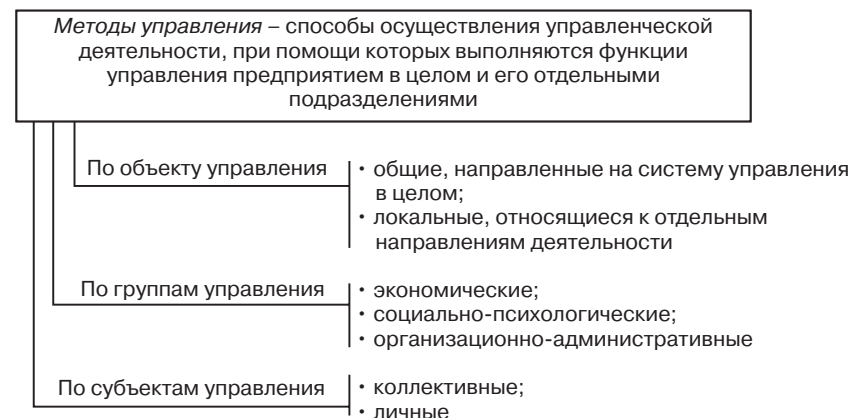 Методы управления – способы осуществления управленческой
деятельности, при помощи которых выполняются функции
управления предприятием в целом и его отдельными
подразделениями
По объекту управления
• общие, направленные на систему управления
в целом;
• локальные, относящиеся к отдельным
направлениям деятельности
По группам управления
• экономические;
• социально-психологические;
• организационно-административные
По субъектам управления
• коллективные;
• личные